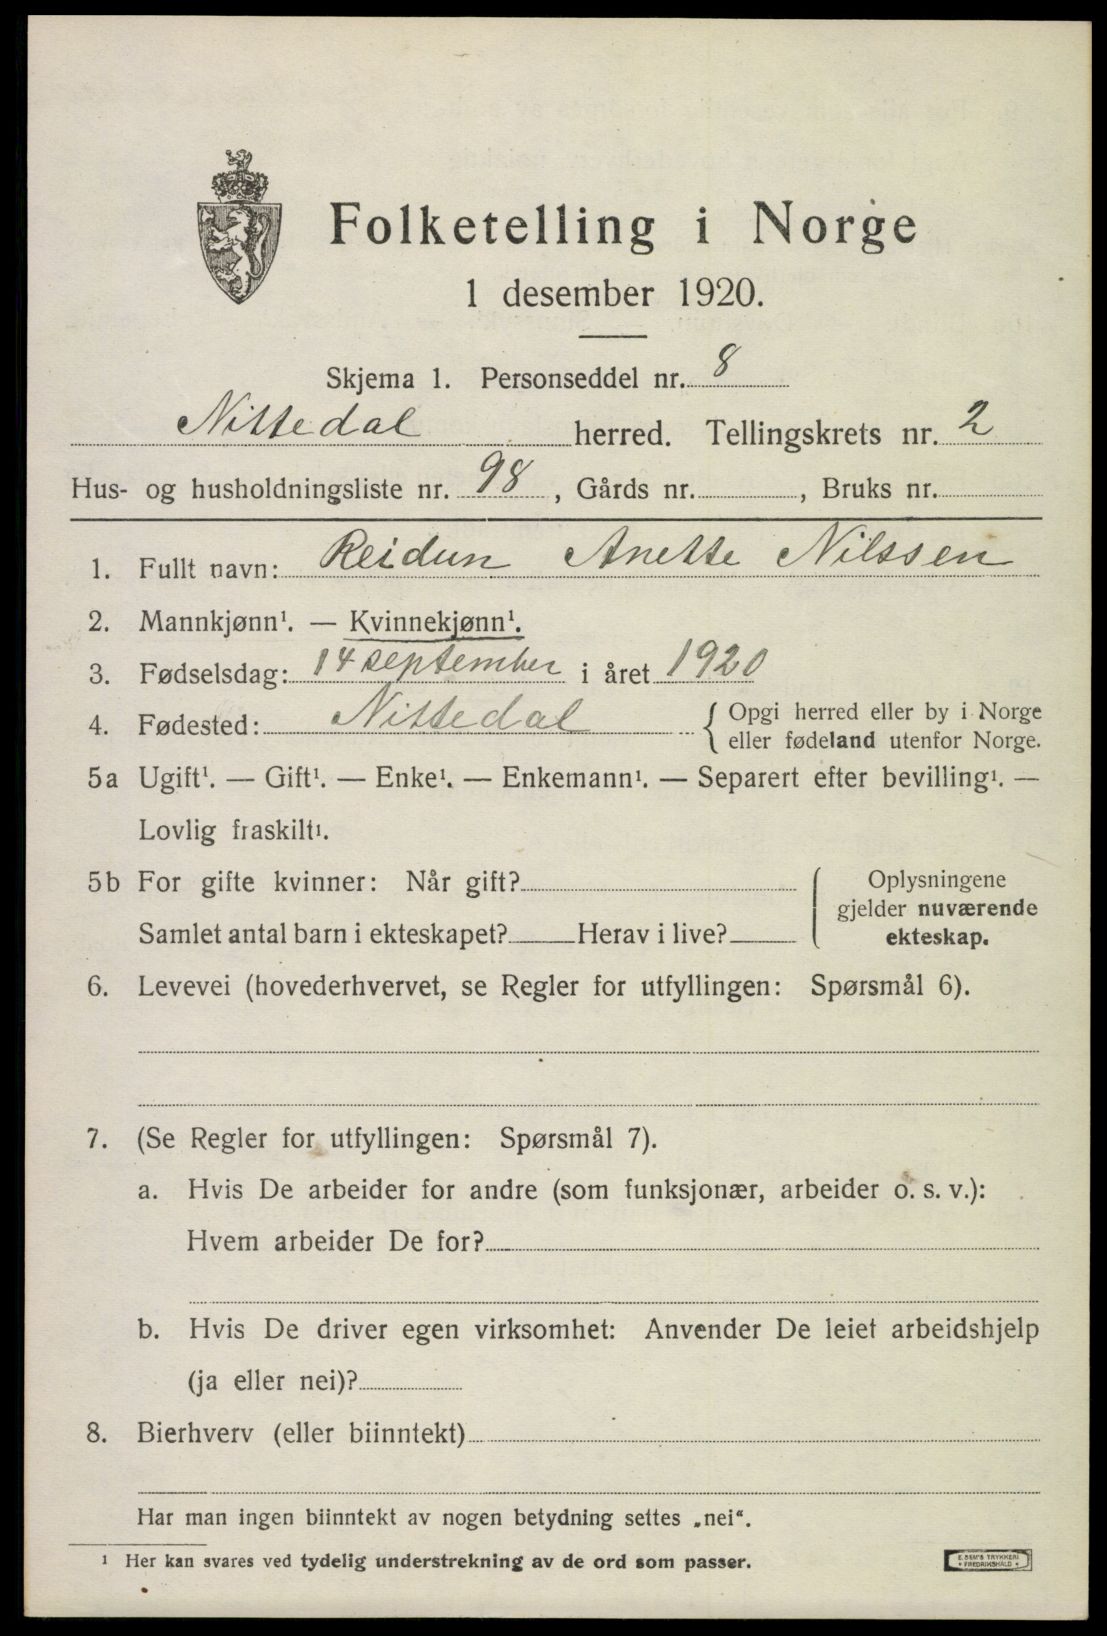 Folketelling i Norge
1 desember 1920.
Skjema 1. Personseddel nr. 8
Nittedal herred. Tellingskrets nr. 2
Hus- og husholdningsliste nr. 98, Gårds nr. , Bruks nr.
1. Fullt navn: Reidun Anette Nilssen
2. Mannkjønn¹. — Kvinnekjønn¹.
3. Fødselsdag: 14 september i året 1920
4. Fødested: Nittedal { Opgi herred eller by i Norge
eller fødeland utenfor Norge.
5a Ugift¹. — Gift¹. — Enke¹. — Enkemann¹. — Separert efter bevilling¹. —
Lovlig fraskilt¹.
5b For gifte kvinner: Når gift? { Oplysningene
gjelder nuværende
Samlet antal barn i ekteskapet? Herav i live? ekteskap.
6. Levevei (hovederhvervet, se Regler for utfyllingen: Spørsmål 6).
7. (Se Regler for utfyllingen: Spørsmål 7).
a. Hvis De arbeider for andre (som funksjonær, arbeider o. s. v.):
Hvem arbeider De for?
b. Hvis De driver egen virksomhet: Anvender De leiet arbeidshjelp
(ja eller nei)?
8. Bierhverv (eller biinntekt)
Har man ingen biinntekt av nogen betydning settes „nei“.
¹ Her kan svares ved tydelig understrekning av de ord som passer.
E. SEM'S TRYKKERI
• FREDRIKSHALD •